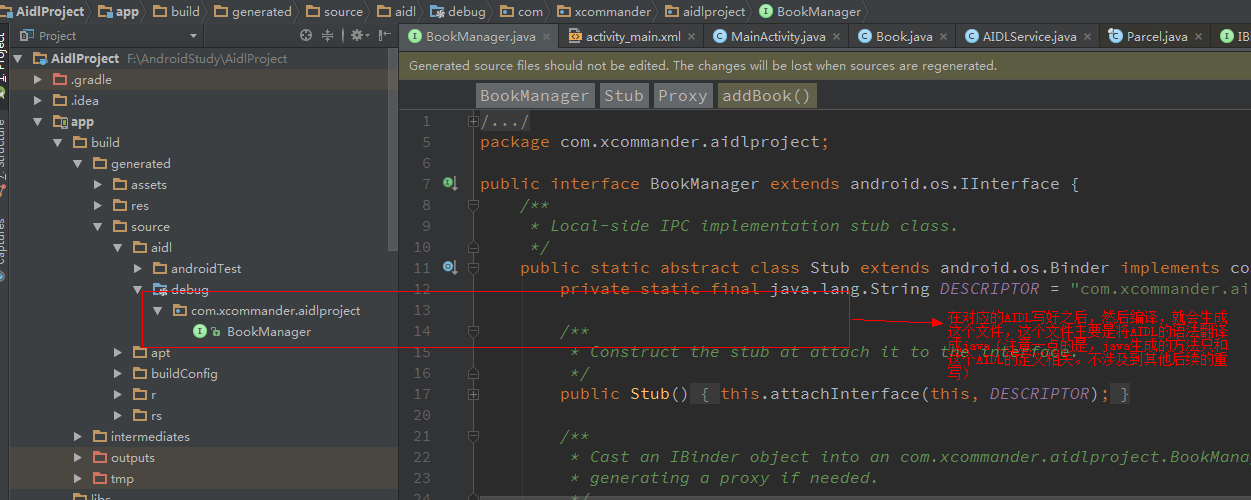 AidlProject app build generated source aidl debug com xcommander aidlproject BookManager
Project
BookManager.java activity_main.xml MainActivity.java Book.java AIDLService.java Parcel.java IB
AidlProject F:\AndroidStudy\AidlProject
.gradle
.idea
app
build
generated
assets
res
source
aidl
androidTest
debug
com.xcommander.aidlproject
BookManager
apt
buildConfig
r
rs
intermediates
outputs
tmp
libs
Generated source files should not be edited. The changes will be lost when sources are regenerated.
BookManager Stub Proxy addBook()
1 /.../
5 package com.xcommander.aidlproject;
6
7 public interface BookManager extends android.os.IInterface {
8 /**
9 * Local-side IPC implementation stub class.
10 */
11 public static abstract class Stub extends android.os.Binder implements co
12 private static final java.lang.String DESCRIPTOR = "com.xcommander.ai
13
14 /**
15 * Construct the stub at attach it to the interface.
16 */
17 public Stub() { this.attachInterface(this, DESCRIPTOR); }
20
21 /**
22 * Cast an IBinder object into an com.xcommander.aidlproject.BookMana
23 * generating a proxy if needed.
24 */
在对应的AIDL写好之后，然后编译，就会生成
这个文件，这个文件主要是将AIDL的语法翻译
成java（注意一点的是，java生成的方法只和
这个AIDL的定义相关。不涉及到其他后续的重
写）